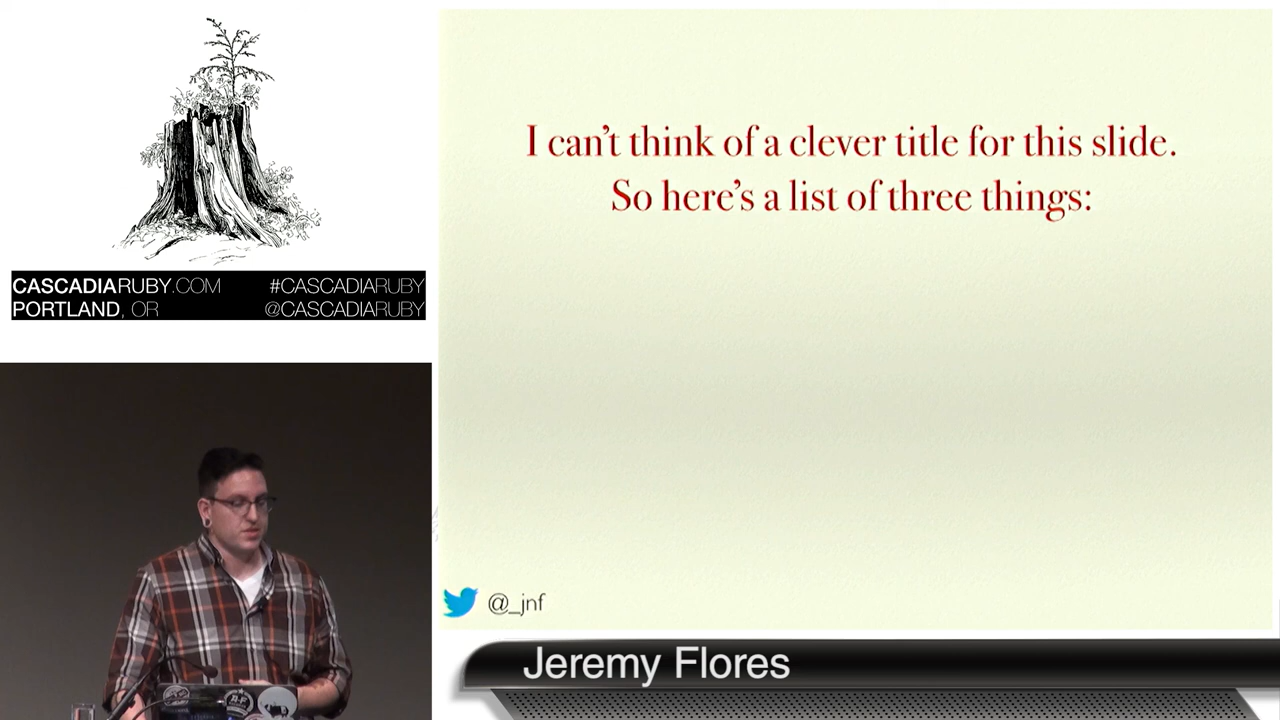 CASCADIARUBY.COM #CASCADIARUBY
PORTLAND, OR @CASCADIARUBY
I can't think of a clever title for this slide.
So here's a list of three things:
@_jnf
Jeremy Flores